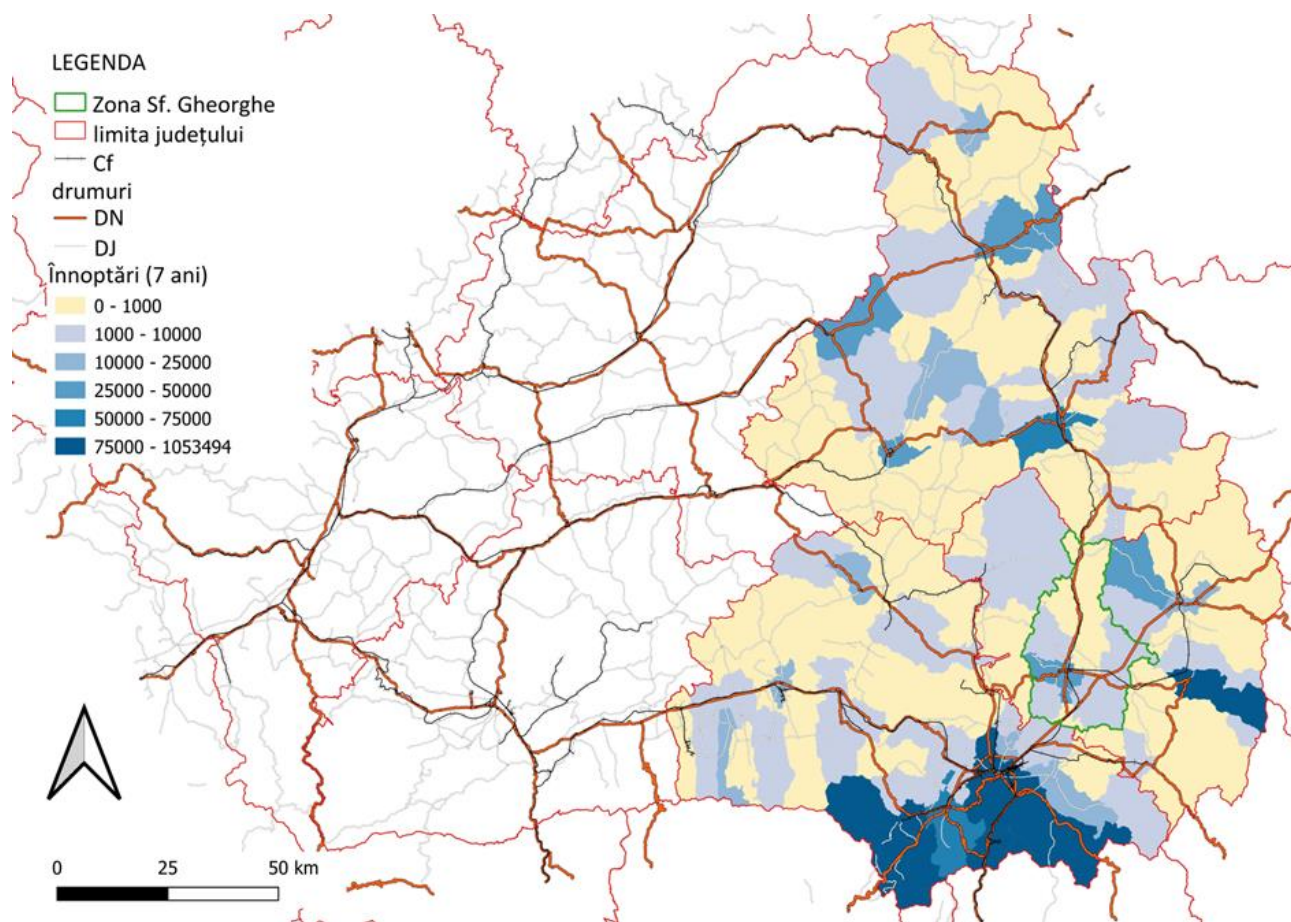 LEGENDA
Zona Sf. Gheorghe
limita județului
Cf
drumuri
DN
DJ
Înnoptări (7 ani)
0 - 1000
1000 - 10000
10000 - 25000
25000 - 50000
50000 - 75000
75000 - 1053494
0 25 50 km